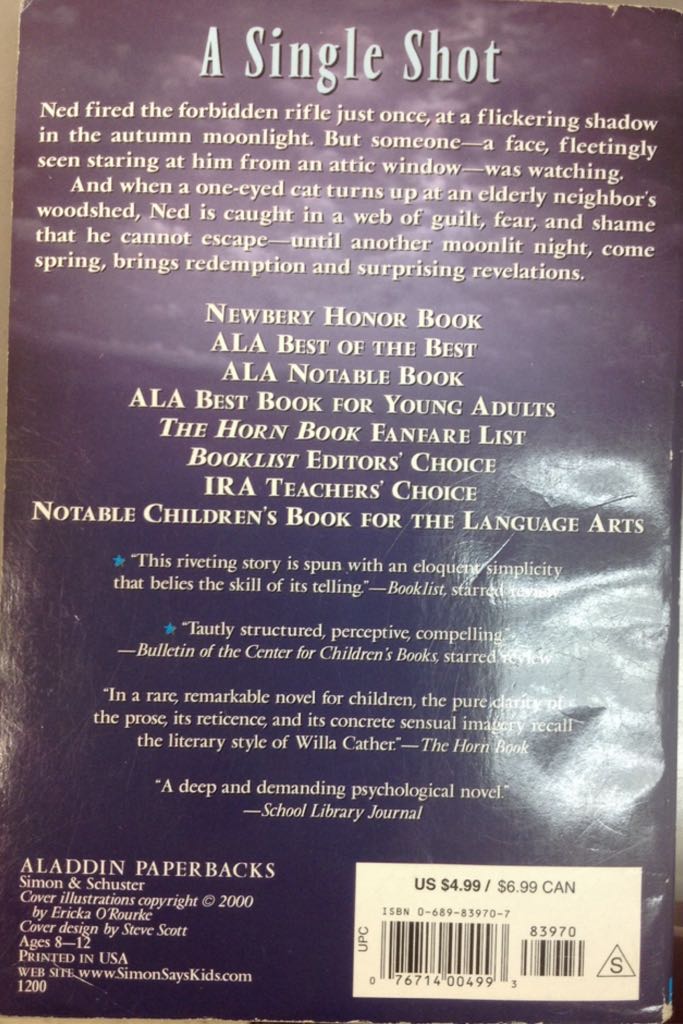 A Single Shot
Ned fired the forbidden rifle just once, at a flickering shadow
in the autumn moonlight. But someone—a face, fleetingly
seen staring at him from an attic window—was watching.
And when a one-eyed cat turns up at an elderly neighbor's
woodshed, Ned is caught in a web of guilt, fear, and shame
that he cannot escape—until another moonlit night, come
spring, brings redemption and surprising revelations.
NEWBERY HONOR BOOK
ALA BEST OF THE BEST
ALA NOTABLE BOOK
ALA BEST BOOK FOR YOUNG ADULTS
THE HORN BOOK FANFARE LIST
BOOKLIST EDITORS' CHOICE
IRA TEACHERS' CHOICE
NOTABLE CHILDREN'S BOOK FOR THE LANGUAGE ARTS
"This riveting story is spun with an eloquent simplicity
that belies the skill of its telling."—Booklist, starred review
"Tautly structured, perceptive, compelling."
—Bulletin of the Center for Children's Books, starred review
"In a rare, remarkable novel for children, the pure clarity of
the prose, its reticence, and its concrete sensual imagery recall
the literary style of Willa Cather."—The Horn Book
"A deep and demanding psychological novel."
—School Library Journal
ALADDIN PAPERBACKS
Simon & Schuster
Cover illustrations copyright © 2000
by Ericka O'Rourke
Cover design by Steve Scott
Ages 8–12
PRINTED IN USA
WEB SITE www.SimonSaysKids.com
1200
US $4.99 / $6.99 CAN
ISBN 0-689-83970-7
83970
UPC
0 76714 00499 3
S